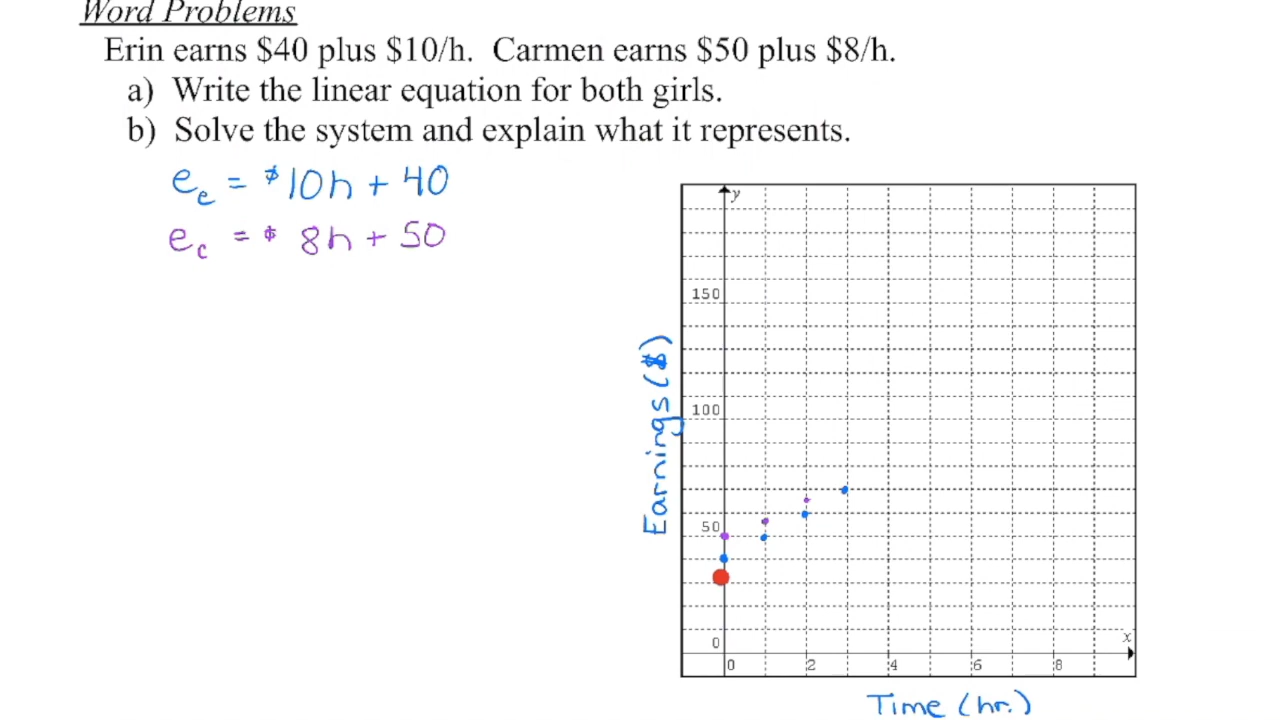 Word Problems
Erin earns $40 plus $10/h. Carmen earns $50 plus $8/h.
a) Write the linear equation for both girls.
b) Solve the system and explain what it represents.
e_e = $10h + 40
e_c = $ 8h + 50
y
150
100
50
0
x
0 2 4 6 8
Earnings ($)
Time (hr.)